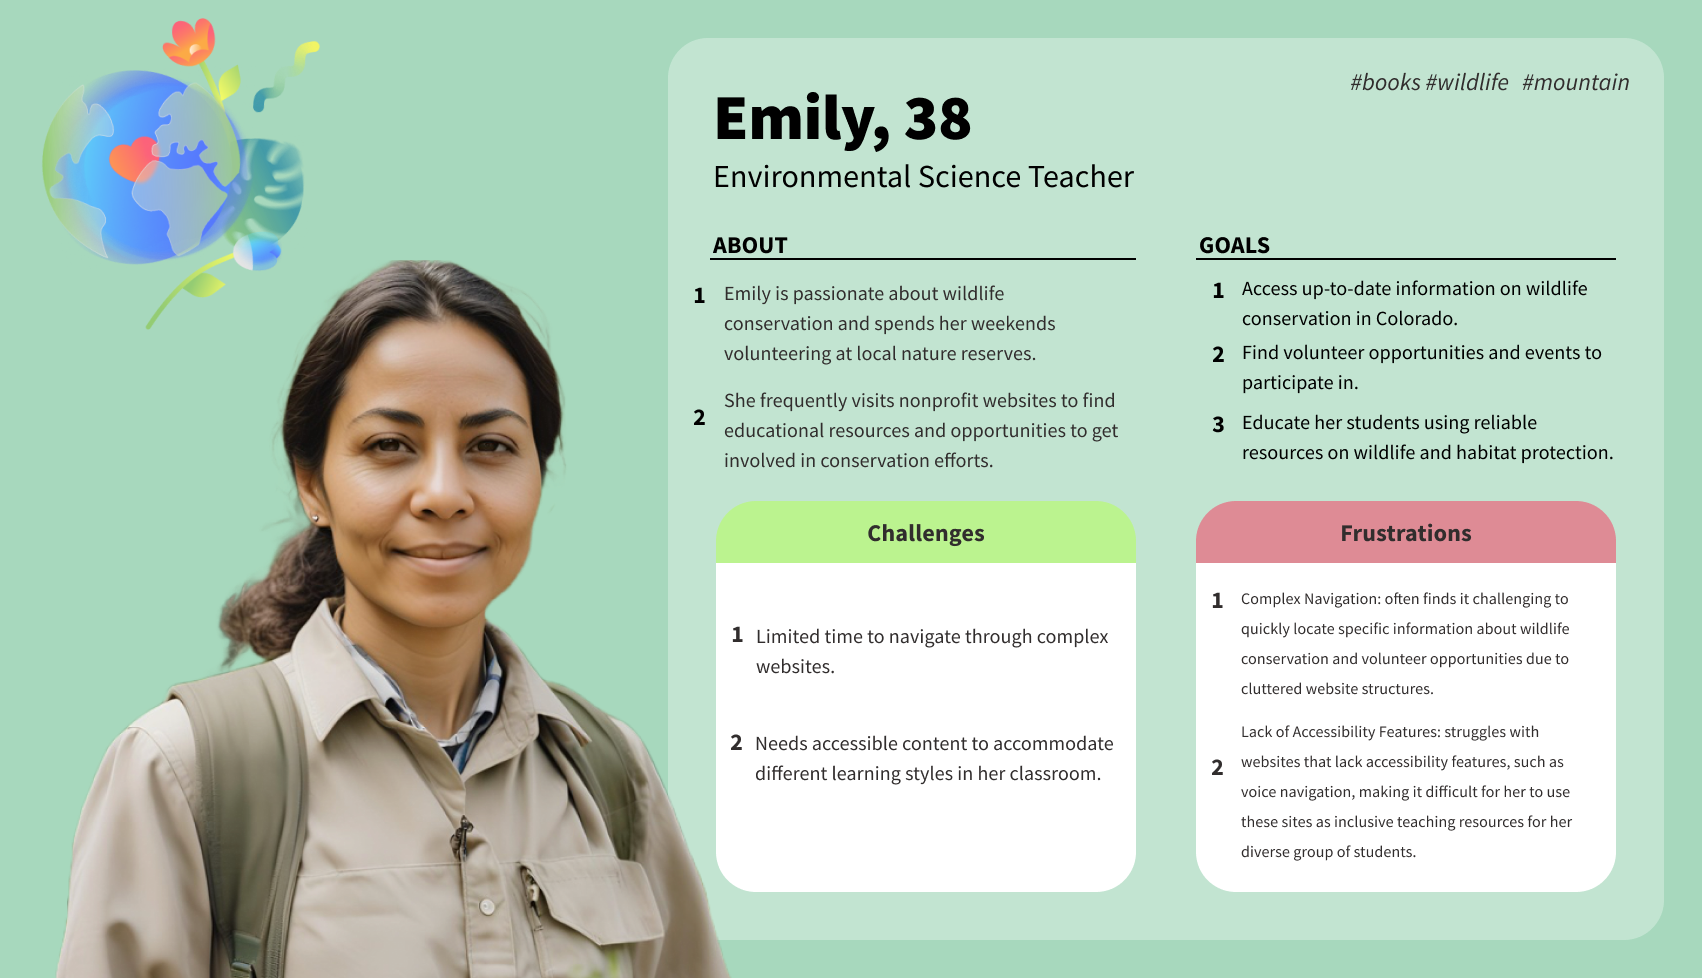 #books #wildlife #mountain
Emily, 38
Environmental Science Teacher
ABOUT
1 Emily is passionate about wildlife
conservation and spends her weekends
volunteering at local nature reserves.
2 She frequently visits nonprofit websites to find
educational resources and opportunities to get
involved in conservation efforts.
GOALS
1 Access up-to-date information on wildlife
conservation in Colorado.
2 Find volunteer opportunities and events to
participate in.
3 Educate her students using reliable
resources on wildlife and habitat protection.
Challenges
1 Limited time to navigate through complex
websites.
2 Needs accessible content to accommodate
different learning styles in her classroom.
Frustrations
1 Complex Navigation: often finds it challenging to
quickly locate specific information about wildlife
conservation and volunteer opportunities due to
cluttered website structures.
2 Lack of Accessibility Features: struggles with
websites that lack accessibility features, such as
voice navigation, making it difficult for her to use
these sites as inclusive teaching resources for her
diverse group of students.